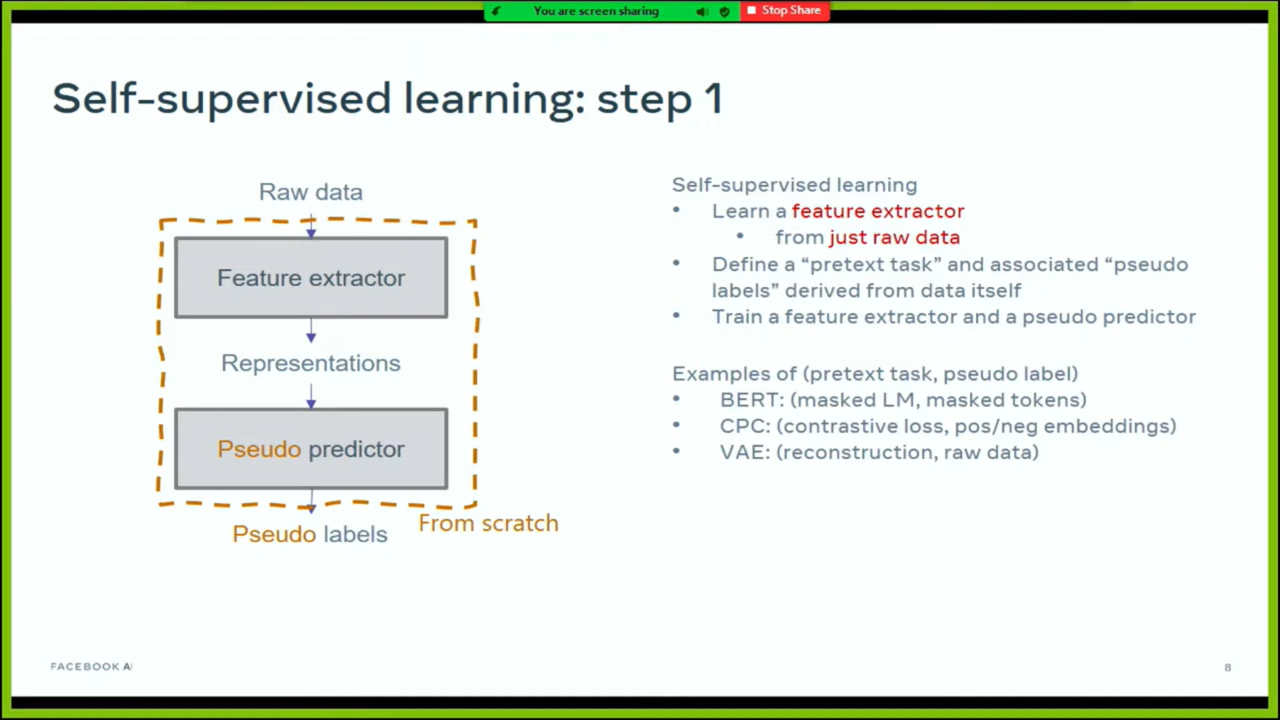 You are screen sharing
Stop Share
Self-supervised learning: step 1
Raw data
Feature extractor
Representations
Pseudo predictor
Pseudo labels
From scratch
Self-supervised learning
• Learn a feature extractor
• from just raw data
• Define a “pretext task” and associated “pseudo
labels” derived from data itself
• Train a feature extractor and a pseudo predictor
Examples of (pretext task, pseudo label)
• BERT: (masked LM, masked tokens)
• CPC: (contrastive loss, pos/neg embeddings)
• VAE: (reconstruction, raw data)
FACEBOOK AI
8